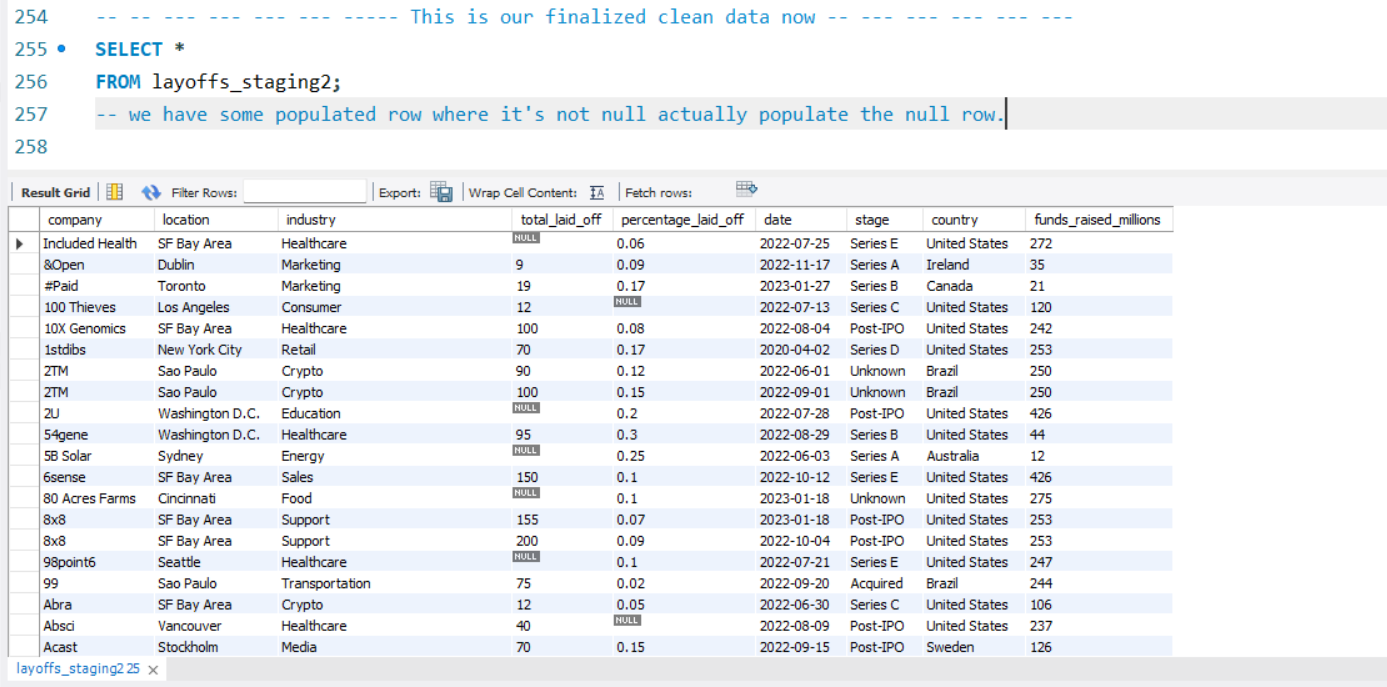 254 -- -- --- --- --- --- ----- This is our finalized clean data now -- --- --- --- --- ---
255 SELECT *
256 FROM layoffs_staging2;
257 -- we have some populated row where it's not null actually populate the null row.
258
Result Grid Filter Rows: Export: Wrap Cell Content: IA Fetch rows:
company location industry total_laid_off percentage_laid_off date stage country funds_raised_millions
Included Health SF Bay Area Healthcare NULL 0.06 2022-07-25 Series E United States 272
&Open Dublin Marketing 9 0.09 2022-11-17 Series A Ireland 35
#Paid Toronto Marketing 19 0.17 2023-01-27 Series B Canada 21
100 Thieves Los Angeles Consumer 12 NULL 2022-07-13 Series C United States 120
10X Genomics SF Bay Area Healthcare 100 0.08 2022-08-04 Post-IPO United States 242
1stdibs New York City Retail 70 0.17 2020-04-02 Series D United States 253
2TM Sao Paulo Crypto 90 0.12 2022-06-01 Unknown Brazil 250
2TM Sao Paulo Crypto 100 0.15 2022-09-01 Unknown Brazil 250
2U Washington D.C. Education NULL 0.2 2022-07-28 Post-IPO United States 426
54gene Washington D.C. Healthcare 95 0.3 2022-08-29 Series B United States 44
5B Solar Sydney Energy NULL 0.25 2022-06-03 Series A Australia 12
6sense SF Bay Area Sales 150 0.1 2022-10-12 Series E United States 426
80 Acres Farms Cincinnati Food NULL 0.1 2023-01-18 Unknown United States 275
8x8 SF Bay Area Support 155 0.07 2023-01-18 Post-IPO United States 253
8x8 SF Bay Area Support 200 0.09 2022-10-04 Post-IPO United States 253
98point6 Seattle Healthcare NULL 0.1 2022-07-21 Series E United States 247
99 Sao Paulo Transportation 75 0.02 2022-09-20 Acquired Brazil 244
Abra SF Bay Area Crypto 12 0.05 2022-06-30 Series C United States 106
Absci Vancouver Healthcare 40 NULL 2022-08-09 Post-IPO United States 237
Acast Stockholm Media 70 0.15 2022-09-15 Post-IPO Sweden 126
layoffs_staging2 25